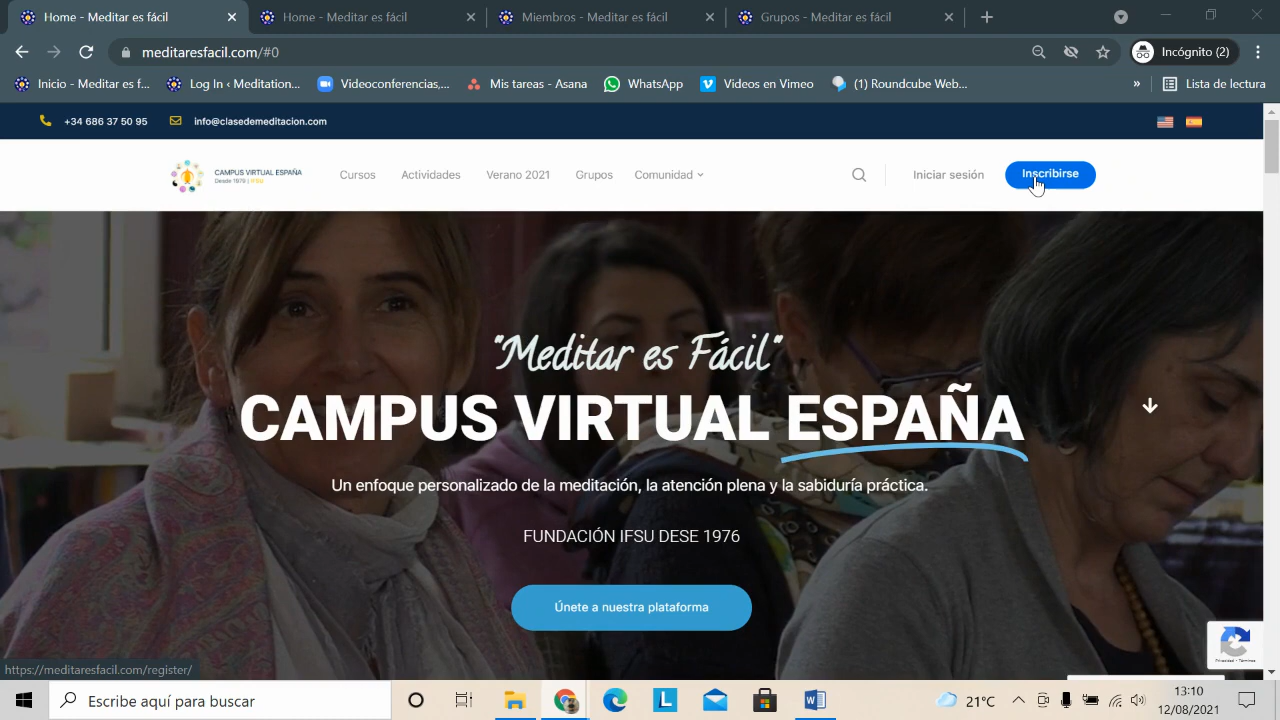 Home - Meditar es fácil
Home - Meditar es fácil
Miembros - Meditar es fácil
Grupos - Meditar es fácil
meditaresfacil.com/#0
Incógnito (2)
Inicio - Meditar es f...
Log In ‹ Meditation...
Videoconferencias,...
Mis tareas - Asana
WhatsApp
Videos en Vimeo
(1) Roundcube Web...
»
Lista de lectura
+34 686 37 50 95
info@clasedemeditacion.com
CAMPUS VIRTUAL ESPAÑA
Desde 1979 | IFSU
Cursos
Actividades
Verano 2021
Grupos
Comunidad
Iniciar sesión
Inscribirse
"Meditar es Fácil"
CAMPUS VIRTUAL ESPAÑA
Un enfoque personalizado de la meditación, la atención plena y la sabiduría práctica.
FUNDACIÓN IFSU DESE 1976
Únete a nuestra plataforma
Privacidad - Términos
https://meditaresfacil.com/register/
Escribe aquí para buscar
21°C
13:10
12/08/2021